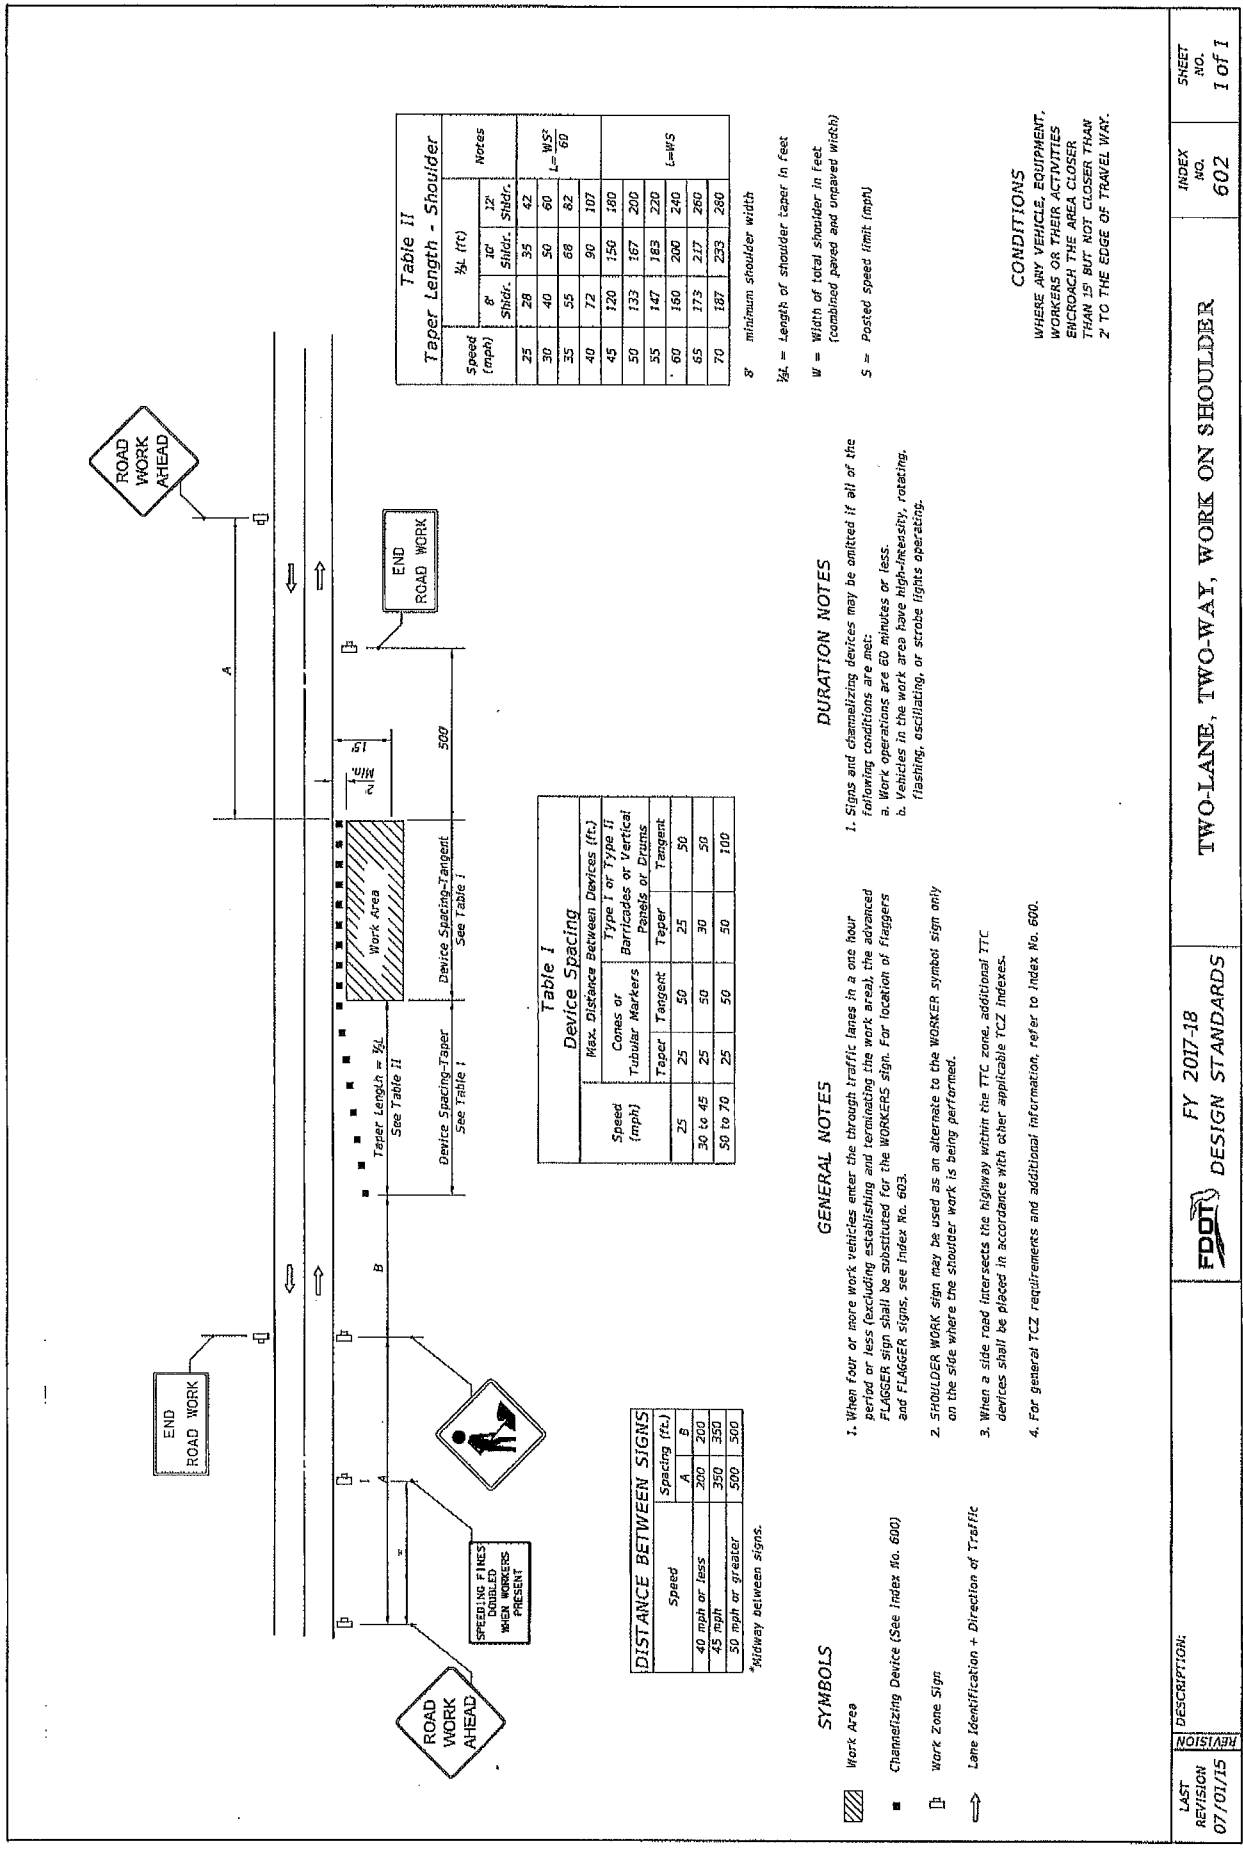 ROAD
WORK
AHEAD
END
ROAD WORK
A
END
ROAD WORK
2'
Min.
15'
500
Work Area
Taper Length = ⅓L
See Table II
Device Spacing-Taper
See Table I
Device Spacing-Tangent
See Table I
B
A
*
SPEEDING FINES
DOUBLED
WHEN WORKERS
PRESENT
ROAD
WORK
AHEAD
DISTANCE BETWEEN SIGNS
Speed Spacing (ft.)
A B
40 mph or less 200 200
45 mph 350 350
50 mph or greater 500 500
*Midway between signs.
Table I
Device Spacing
Speed (mph) Max. Distance Between Devices (ft.)
Cones or Tubular Markers Type I or Type II Barricades or Vertical Panels or Drums
Taper Tangent Taper Tangent
25 25 50 25 50
30 to 45 25 50 30 50
50 to 70 25 50 50 100
Table II
Taper Length - Shoulder
Speed (mph) ⅓L (ft) Notes
8' Shldr. 10' Shldr. 12' Shldr.
25 28 35 42 L= WS²/60
30 40 50 60
35 55 68 82
40 72 90 107
45 120 150 180 L=WS
50 133 167 200
55 147 183 220
60 160 200 240
65 173 217 260
70 187 233 280
8' minimum shoulder width
⅓L = Length of shoulder taper in feet
W = Width of total shoulder in feet
(combined paved and unpaved width)
S = Posted speed limit (mph)
SYMBOLS
Work Area
Channelizing Device (See Index No. 600)
Work Zone Sign
Lane Identification + Direction of Traffic
GENERAL NOTES
1. When four or more work vehicles enter the through traffic lanes in a one hour
period or less (excluding establishing and terminating the work area), the advanced
FLAGGER sign shall be substituted for the WORKERS sign. For location of flaggers
and FLAGGER signs, see Index No. 603.
2. SHOULDER WORK sign may be used as an alternate to the WORKER symbol sign only
on the side where the shoulder work is being performed.
3. When a side road intersects the highway within the TTC zone, additional TTC
devices shall be placed in accordance with other applicable TCZ Indexes.
4. For general TCZ requirements and additional information, refer to Index No. 600.
DURATION NOTES
1. Signs and channelizing devices may be omitted if all of the
following conditions are met:
a. Work operations are 60 minutes or less.
b. Vehicles in the work area have high-intensity, rotating,
flashing, oscillating, or strobe lights operating.
CONDITIONS
WHERE ANY VEHICLE, EQUIPMENT,
WORKERS OR THEIR ACTIVITIES
ENCROACH THE AREA CLOSER
THAN 15' BUT NOT CLOSER THAN
2' TO THE EDGE OF TRAVEL WAY.
LAST
REVISION
07/01/15
REVISION
DESCRIPTION:
FDOT
FY 2017-18
DESIGN STANDARDS
TWO-LANE, TWO-WAY, WORK ON SHOULDER
INDEX
NO.
602
SHEET
NO.
1 of 1